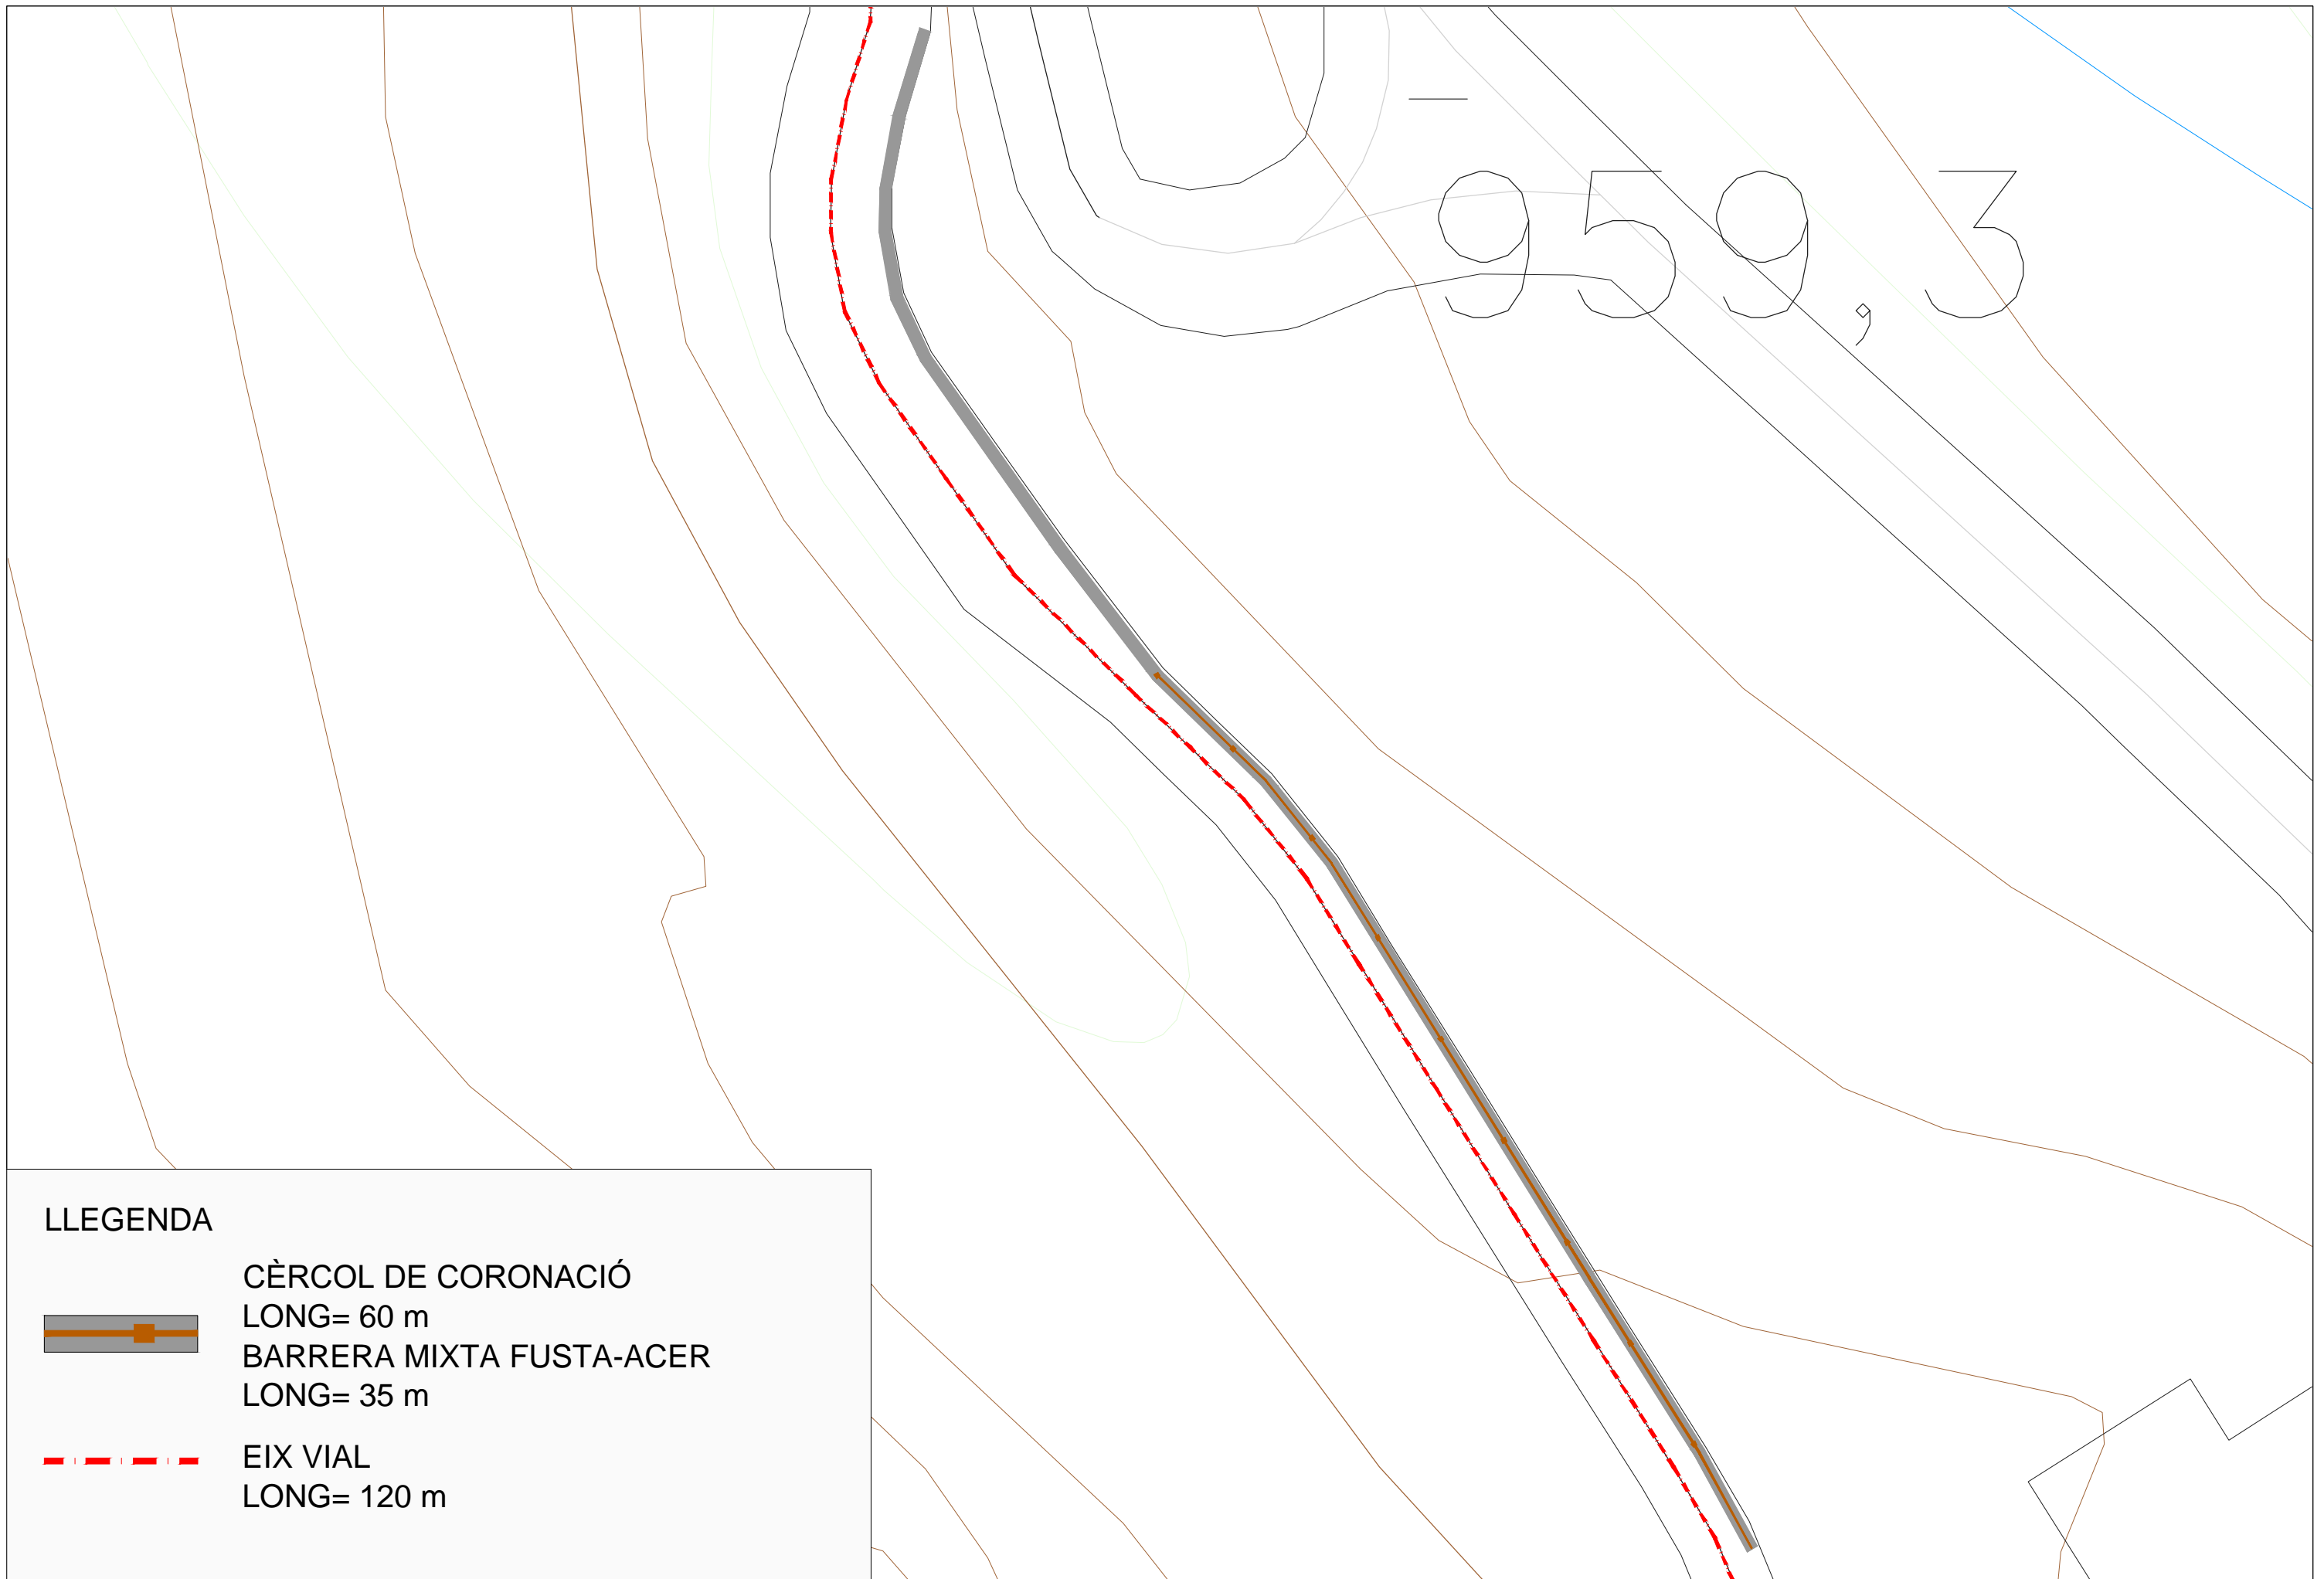 959,3
LLEGENDA
CÈRCOL DE CORONACIÓ
LONG= 60 m
BARRERA MIXTA FUSTA-ACER
LONG= 35 m
EIX VIAL
LONG= 120 m